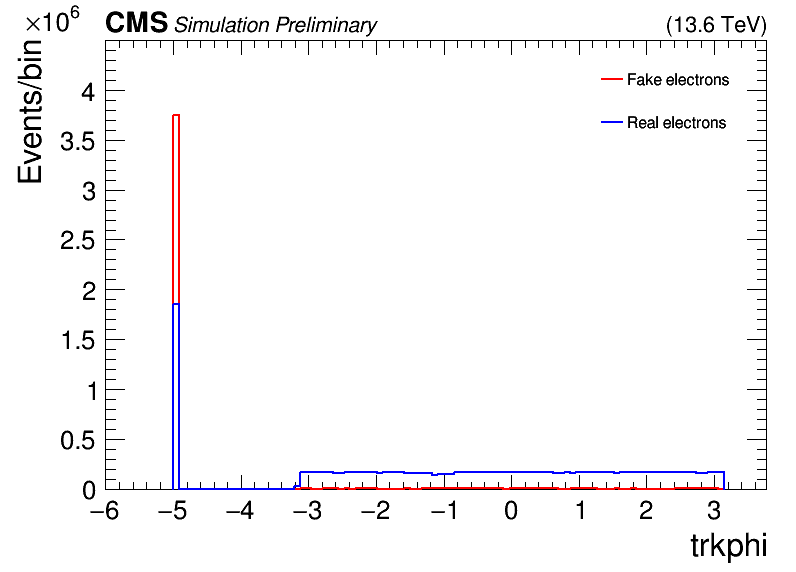 ×10⁶ CMS Simulation Preliminary (13.6 TeV)
Events/bin
Fake electrons
Real electrons
4
3.5
3
2.5
2
1.5
1
0.5
0
−6 −5 −4 −3 −2 −1 0 1 2 3
trkphi